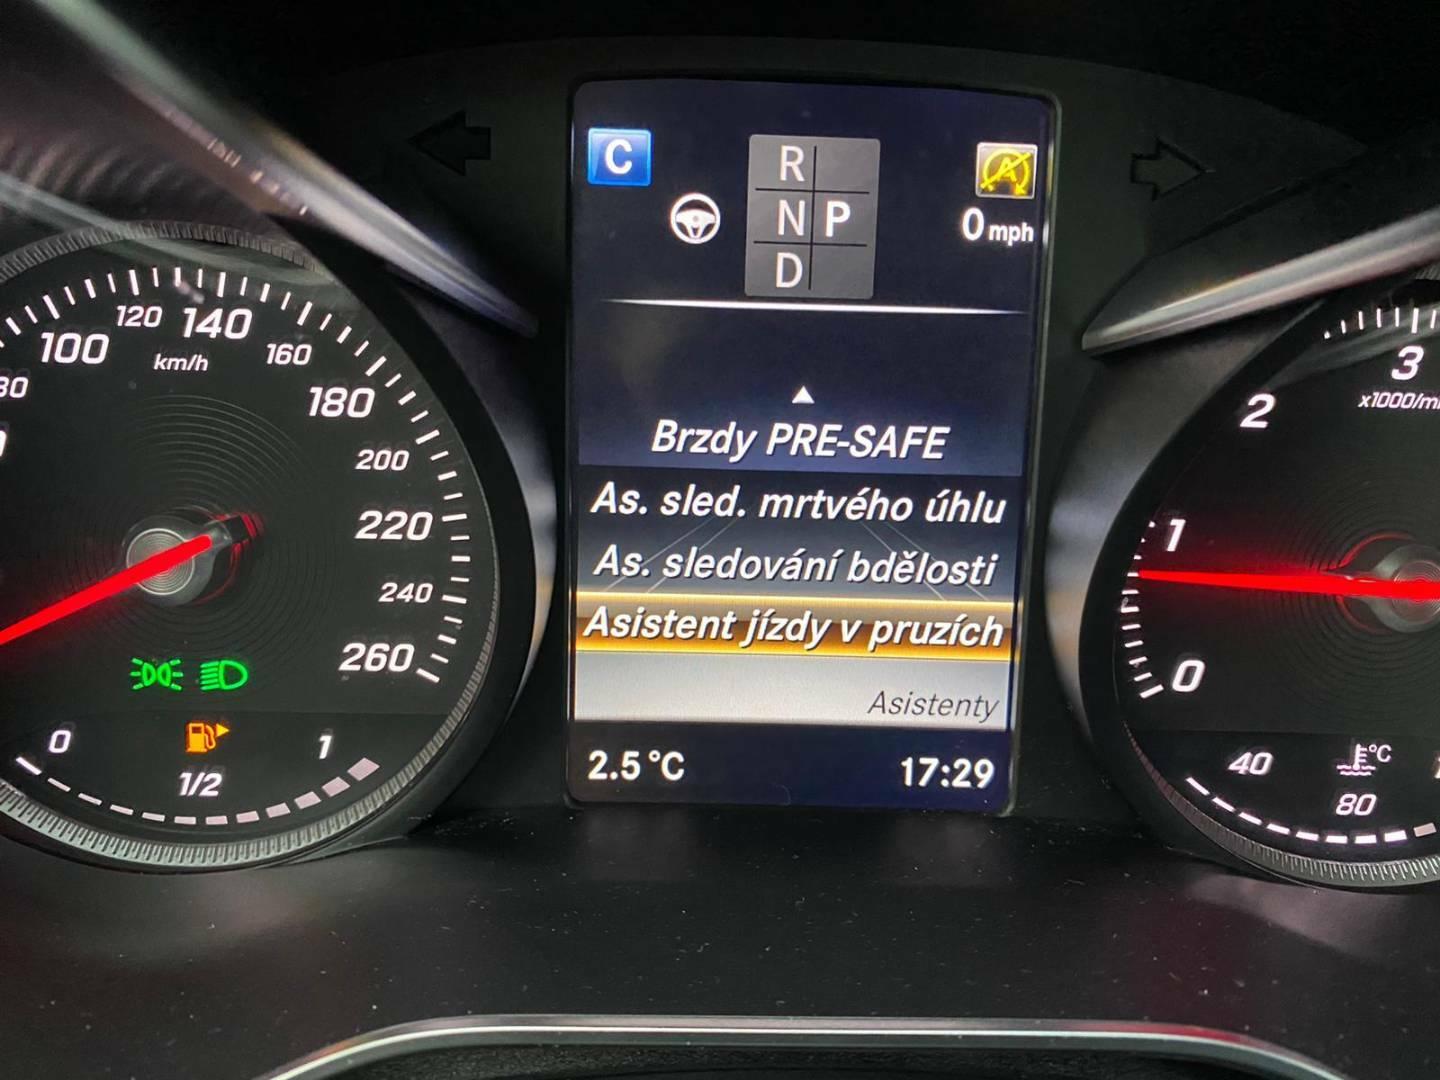 C
R
N P
D
A
0 mph
100
120
140
160
180
200
220
240
260
km/h
0
1/2
1
Brzdy PRE-SAFE
As. sled. mrtvého úhlu
As. sledování bdělosti
Asistent jízdy v pruzích
Asistenty
2.5°C
17:29
3
2
1
0
40
°C
80